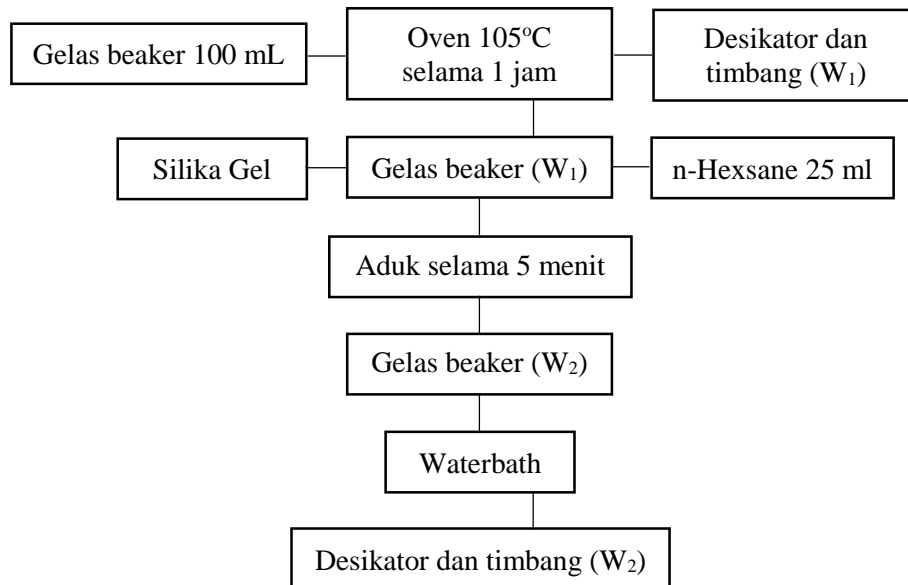 Gelas beaker 100 mL
Oven 105°C
selama 1 jam
Desikator dan
timbang (W₁)
Silika Gel
Gelas beaker (W₁)
n-Hexsane 25 ml
Aduk selama 5 menit
Gelas beaker (W₂)
Waterbath
Desikator dan timbang (W₂)